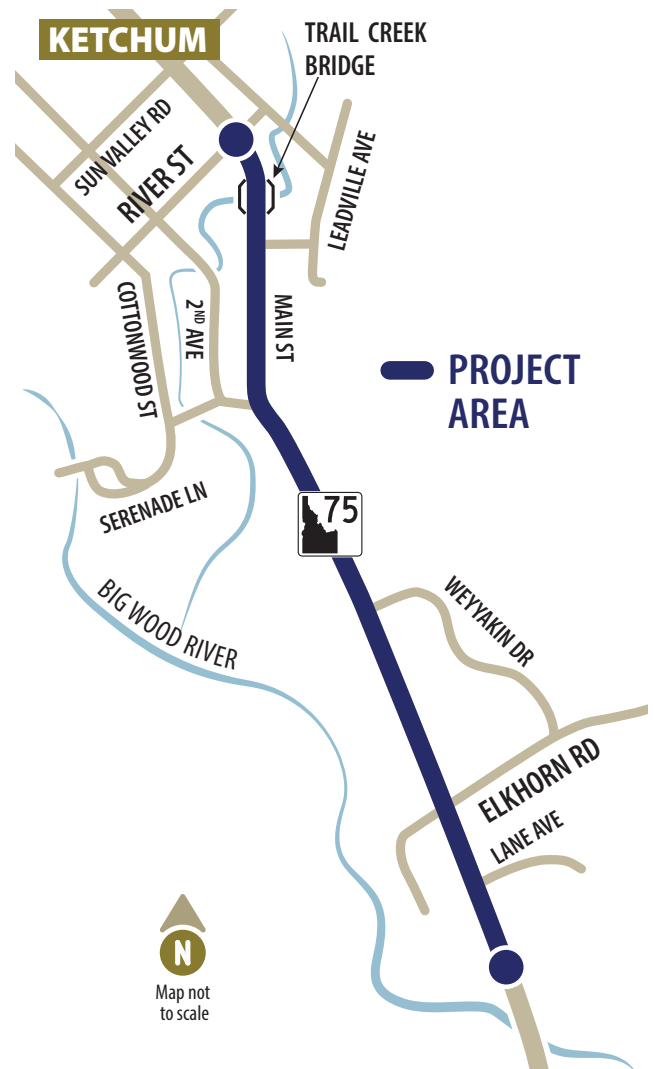 KETCHUM
TRAIL CREEK
BRIDGE
SUN VALLEY RD
RIVER ST
LEADVILLE AVE
COTTONWOOD ST
2ND AVE
MAIN ST
PROJECT
AREA
SERENADE LN
75
BIG WOOD RIVER
WEYYAKIN DR
ELKHORN RD
LANE AVE
N
Map not
to scale